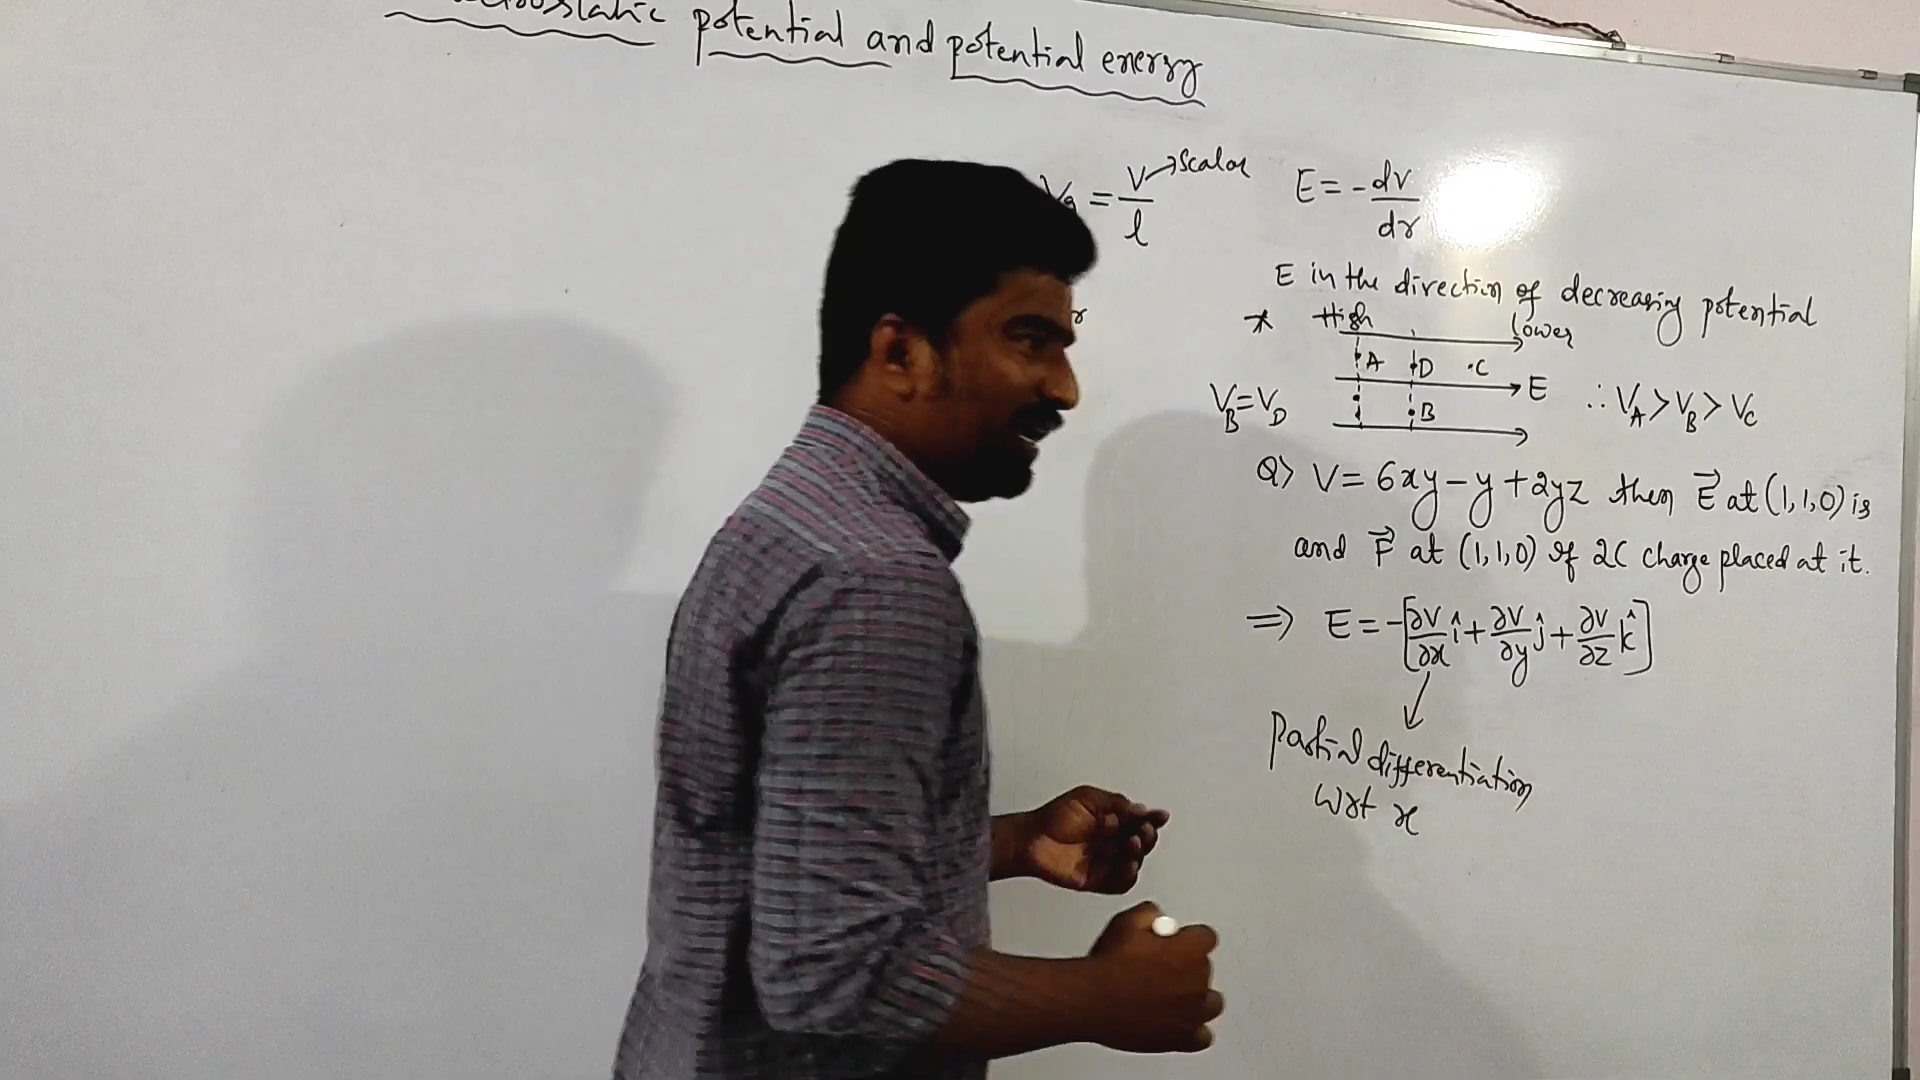 potential and potential energy
= V/l → Scalar
E = - dV/dr
E in the direction of decreasing potential
* High lower
A D C
E
V_B = V_D
B
∴ V_A > V_B > V_C
Q> V = 6xy - y + 2yz then E⃗ at (1,1,0) is
and F⃗ at (1,1,0) if 2C charge placed at it.
⇒ E = -[∂V/∂x î + ∂V/∂y ĵ + ∂V/∂z k̂]
Partial differentiation
wrt x